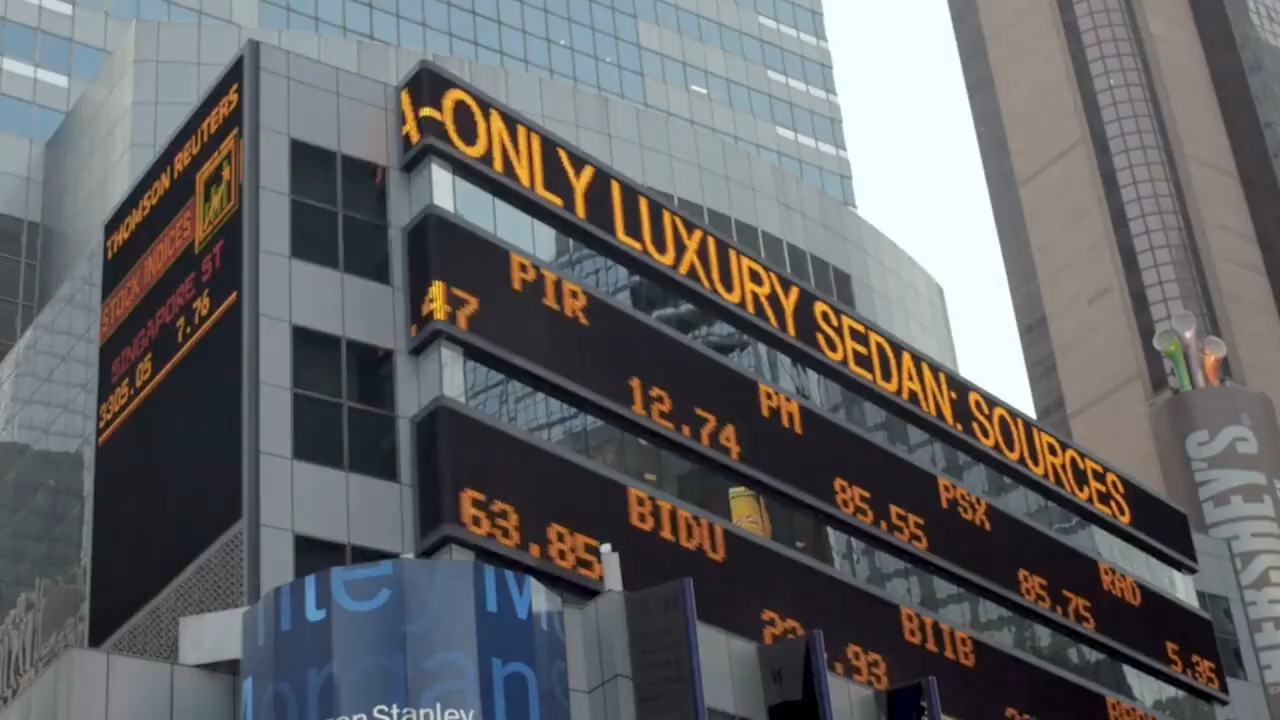 THOMSON REUTERS
STOCK INDICES
SINGAPORE ST
3305.05 7.76
-ONLY LUXURY SEDAN: SOURCES
.47 PIR 12.74 PM 85.55 PSX 85.75 RAD 5.35
63.85 BIDU .93 BIIB
HERSHEY'S
Stanley